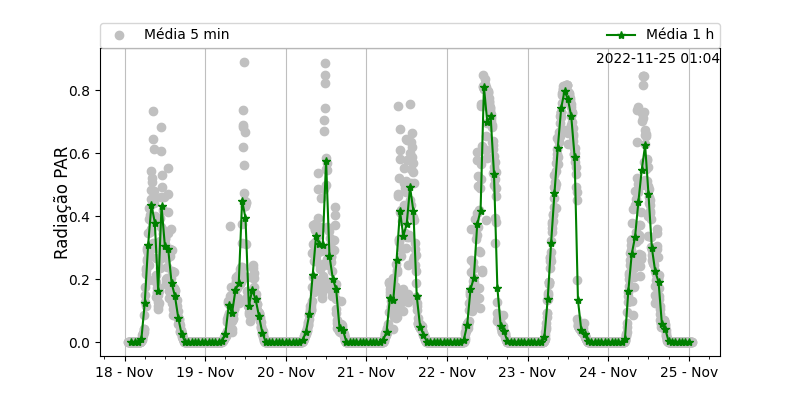 Média 5 min
Média 1 h
2022-11-25 01:04
Radiação PAR
0.8
0.6
0.4
0.2
0.0
18 - Nov
19 - Nov
20 - Nov
21 - Nov
22 - Nov
23 - Nov
24 - Nov
25 - Nov